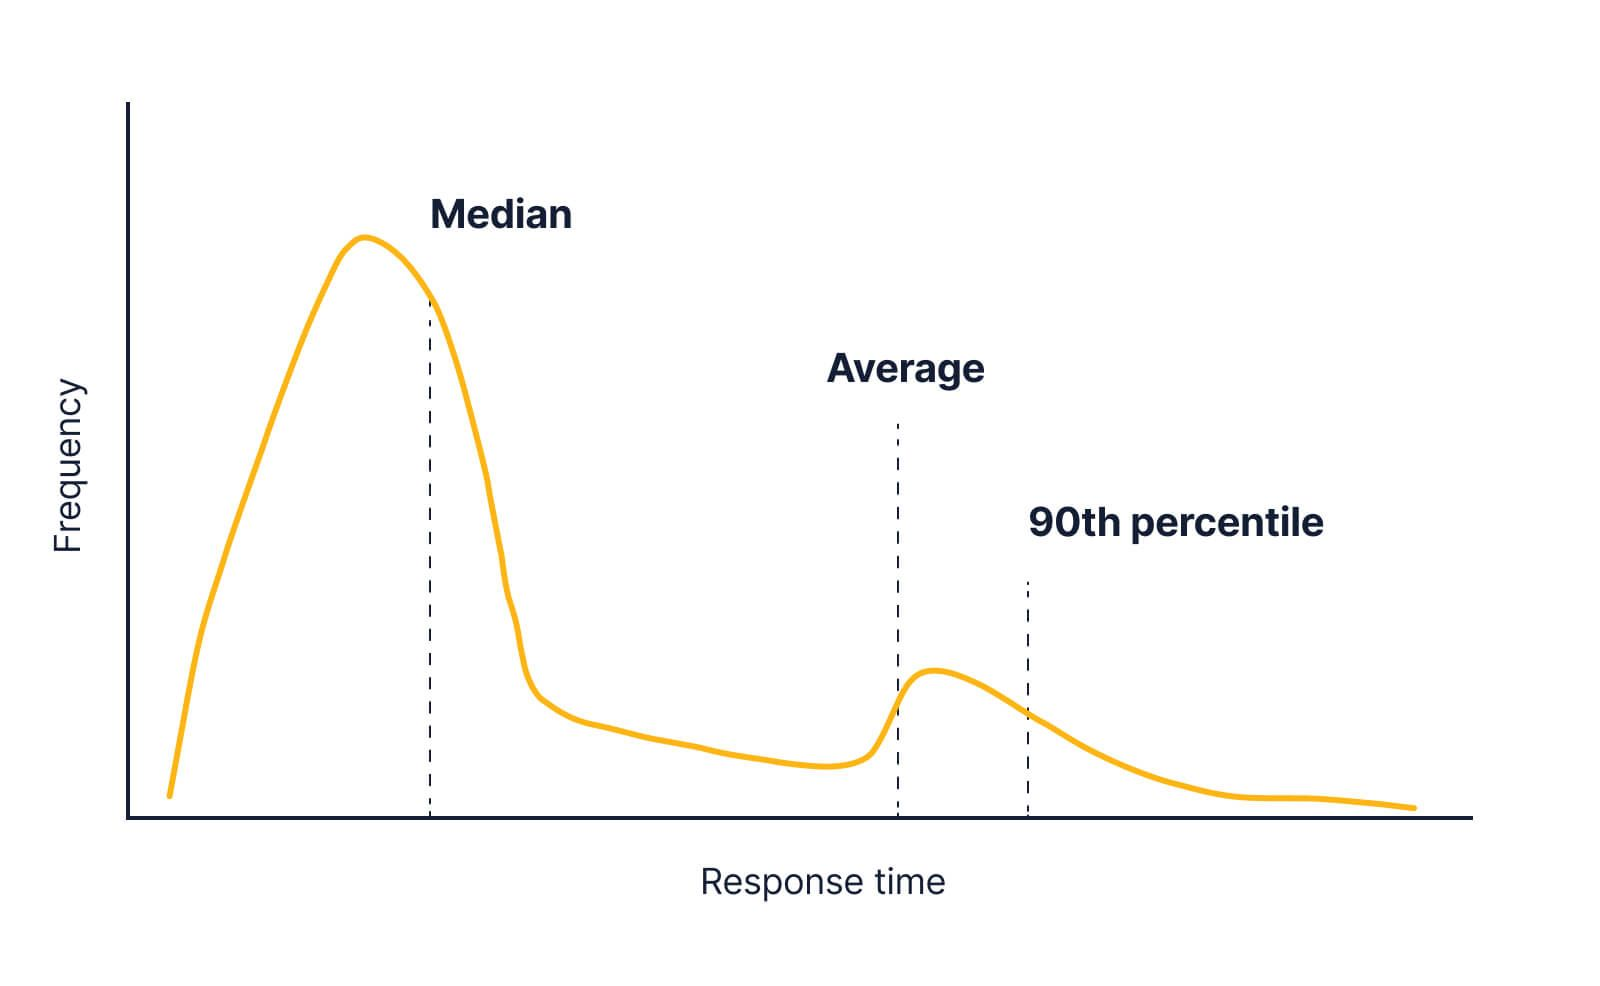 Median
Average
90th percentile
Frequency
Response time